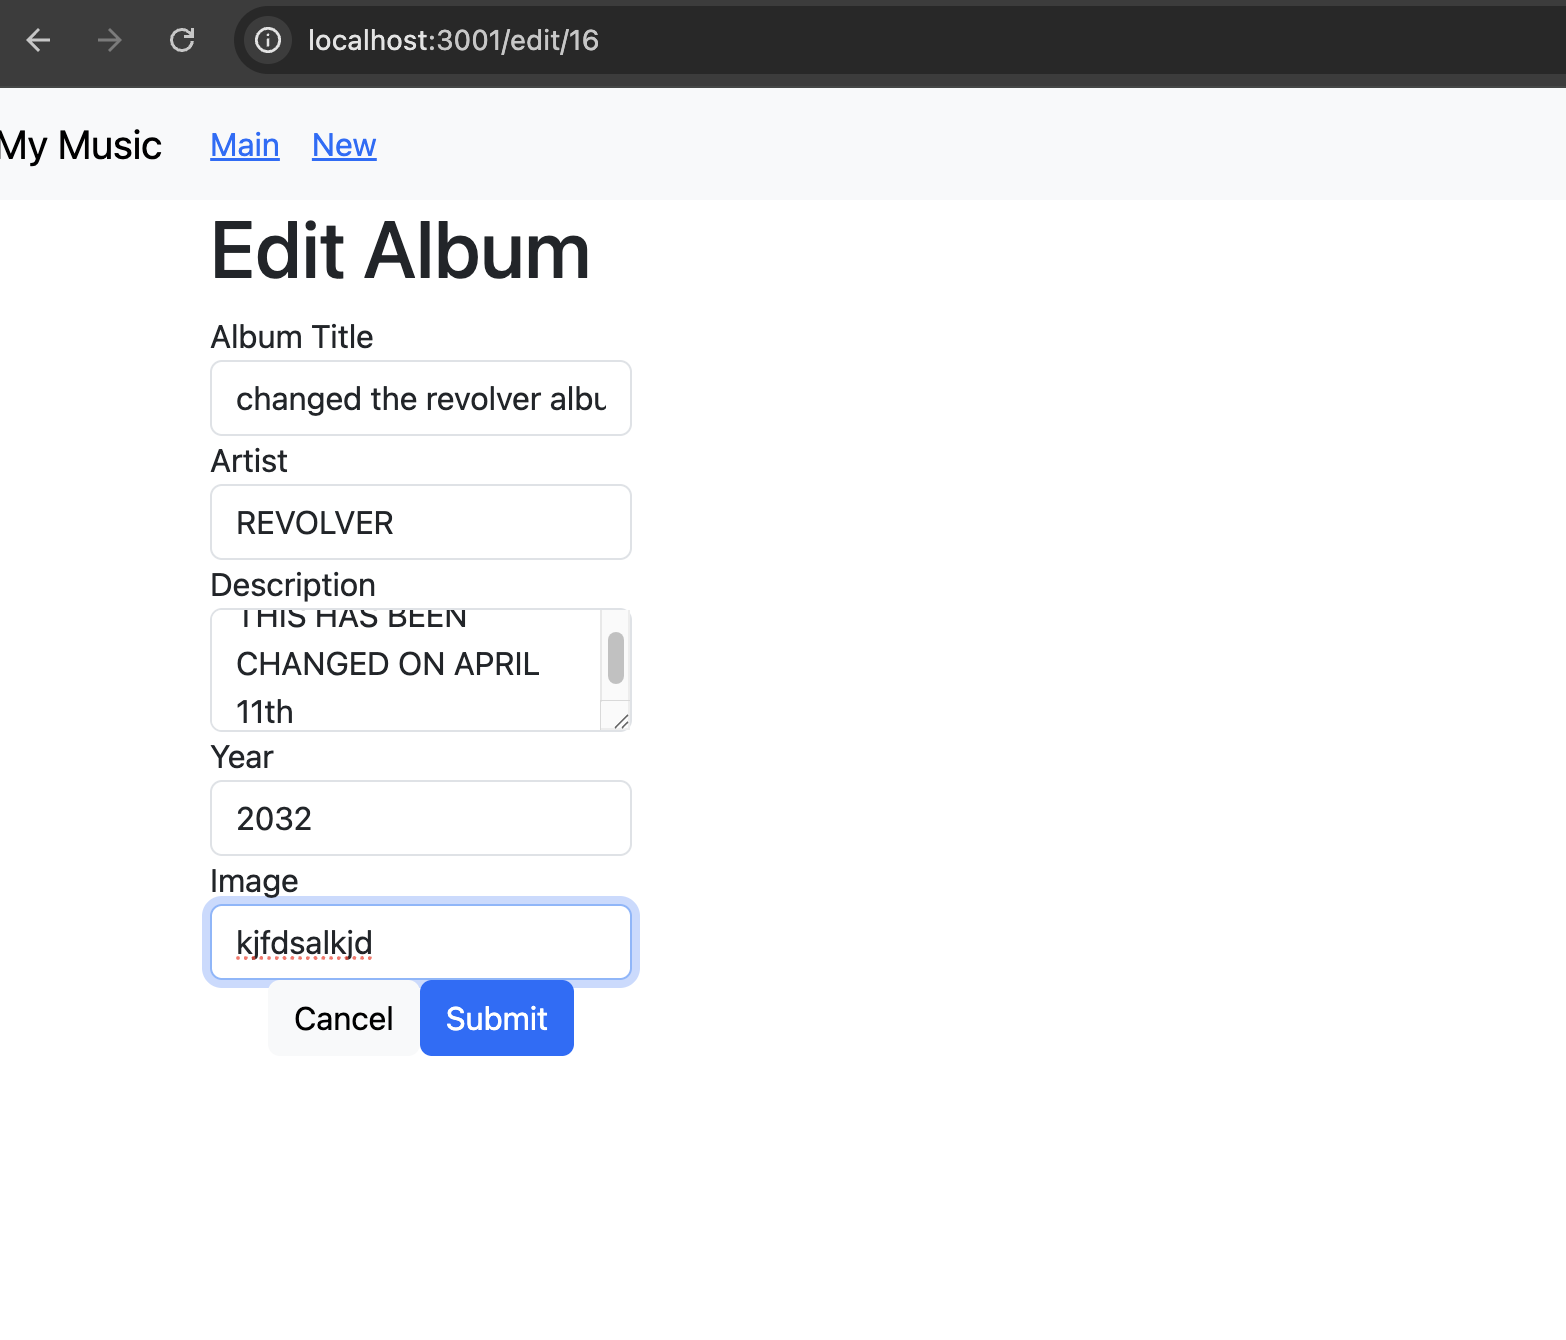 localhost:3001/edit/16
My Music Main New
Edit Album
Album Title
changed the revolver albu
Artist
REVOLVER
Description
THIS HAS BEEN
CHANGED ON APRIL
11th
Year
2032
Image
kjfdsalkjd
Cancel Submit